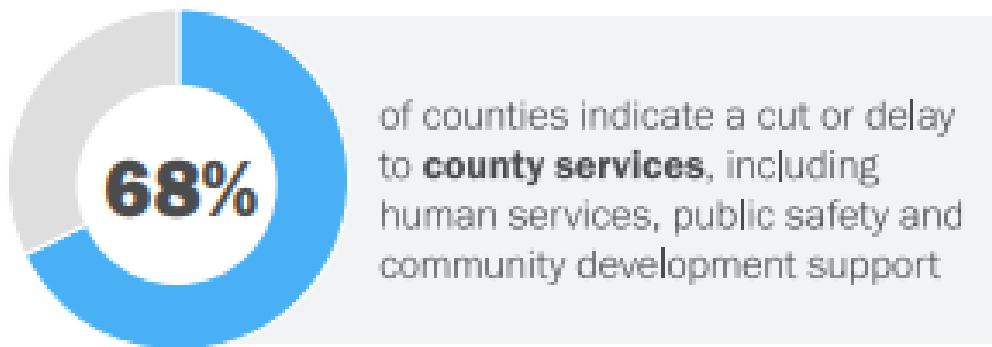 68%
of counties indicate a cut or delay
to county services, including
human services, public safety and
community development support